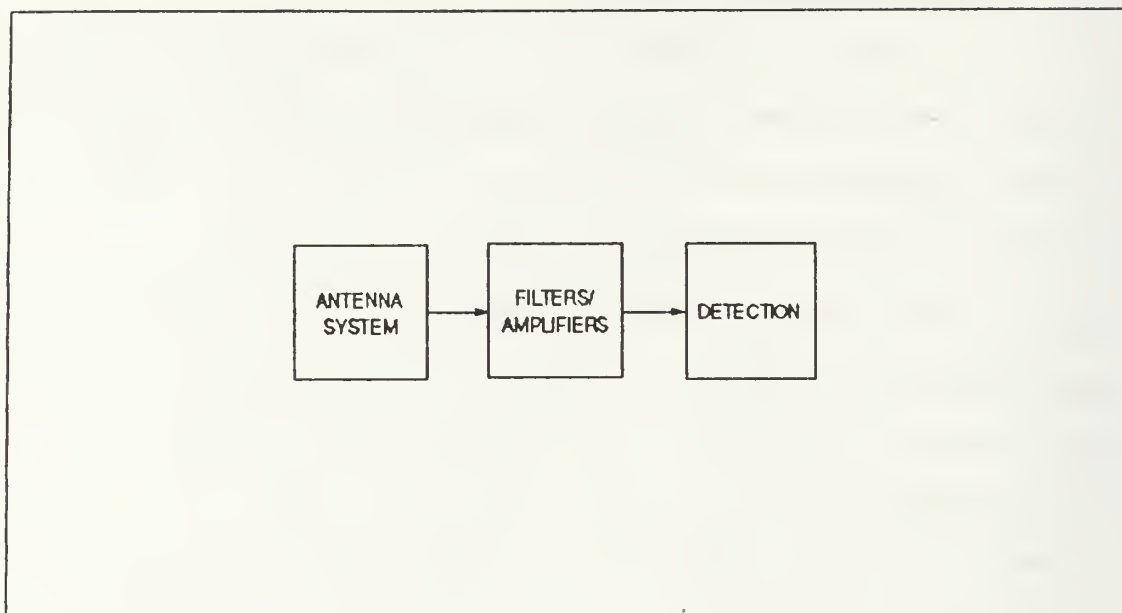 ANTENNA
SYSTEM
FILTERS/
AMPLIFIERS
DETECTION